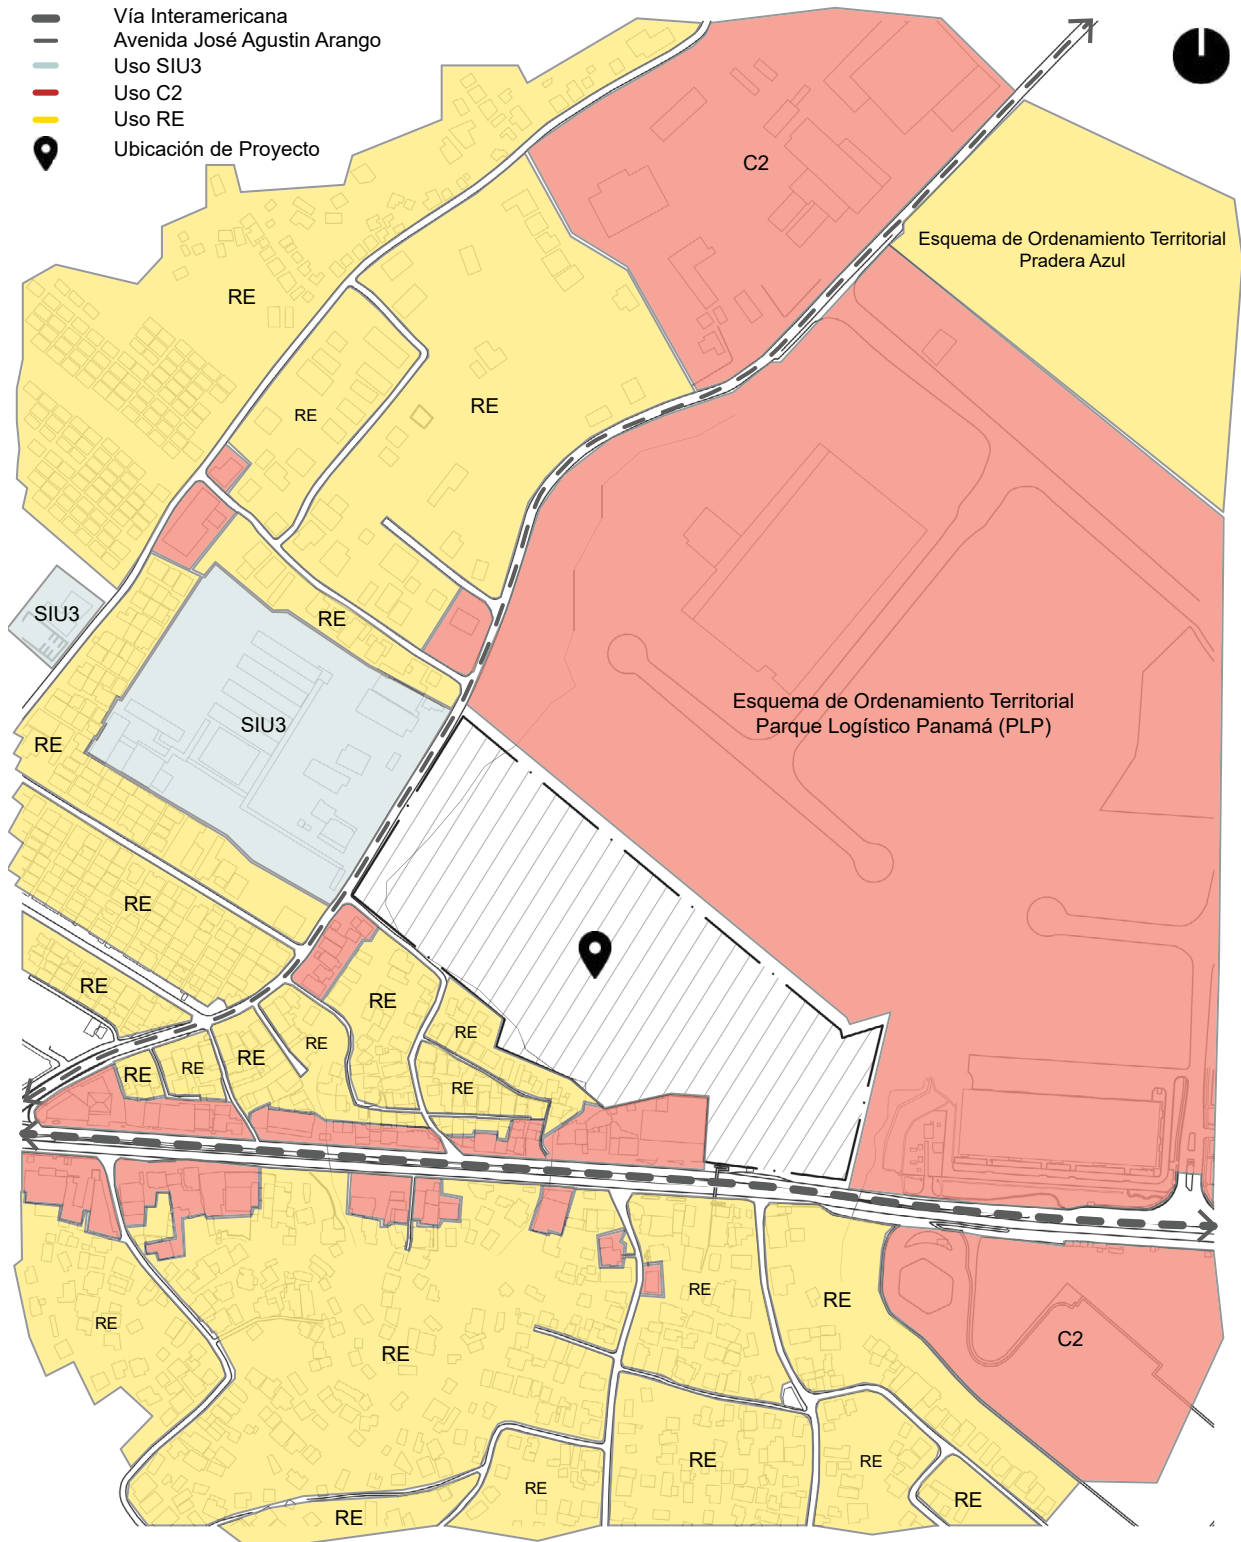 Vía Interamericana
Avenida José Agustin Arango
Uso SIU3
Uso C2
Uso RE
Ubicación de Proyecto
C2
Esquema de Ordenamiento Territorial
Pradera Azul
RE
RE
RE
SIU3
RE
Esquema de Ordenamiento Territorial
Parque Logístico Panamá (PLP)
SIU3
RE
RE
RE
RE
RE
RE
RE
RE
RE
RE
RE
RE
RE
RE
C2
RE
RE
RE
RE
RE
RE
RE